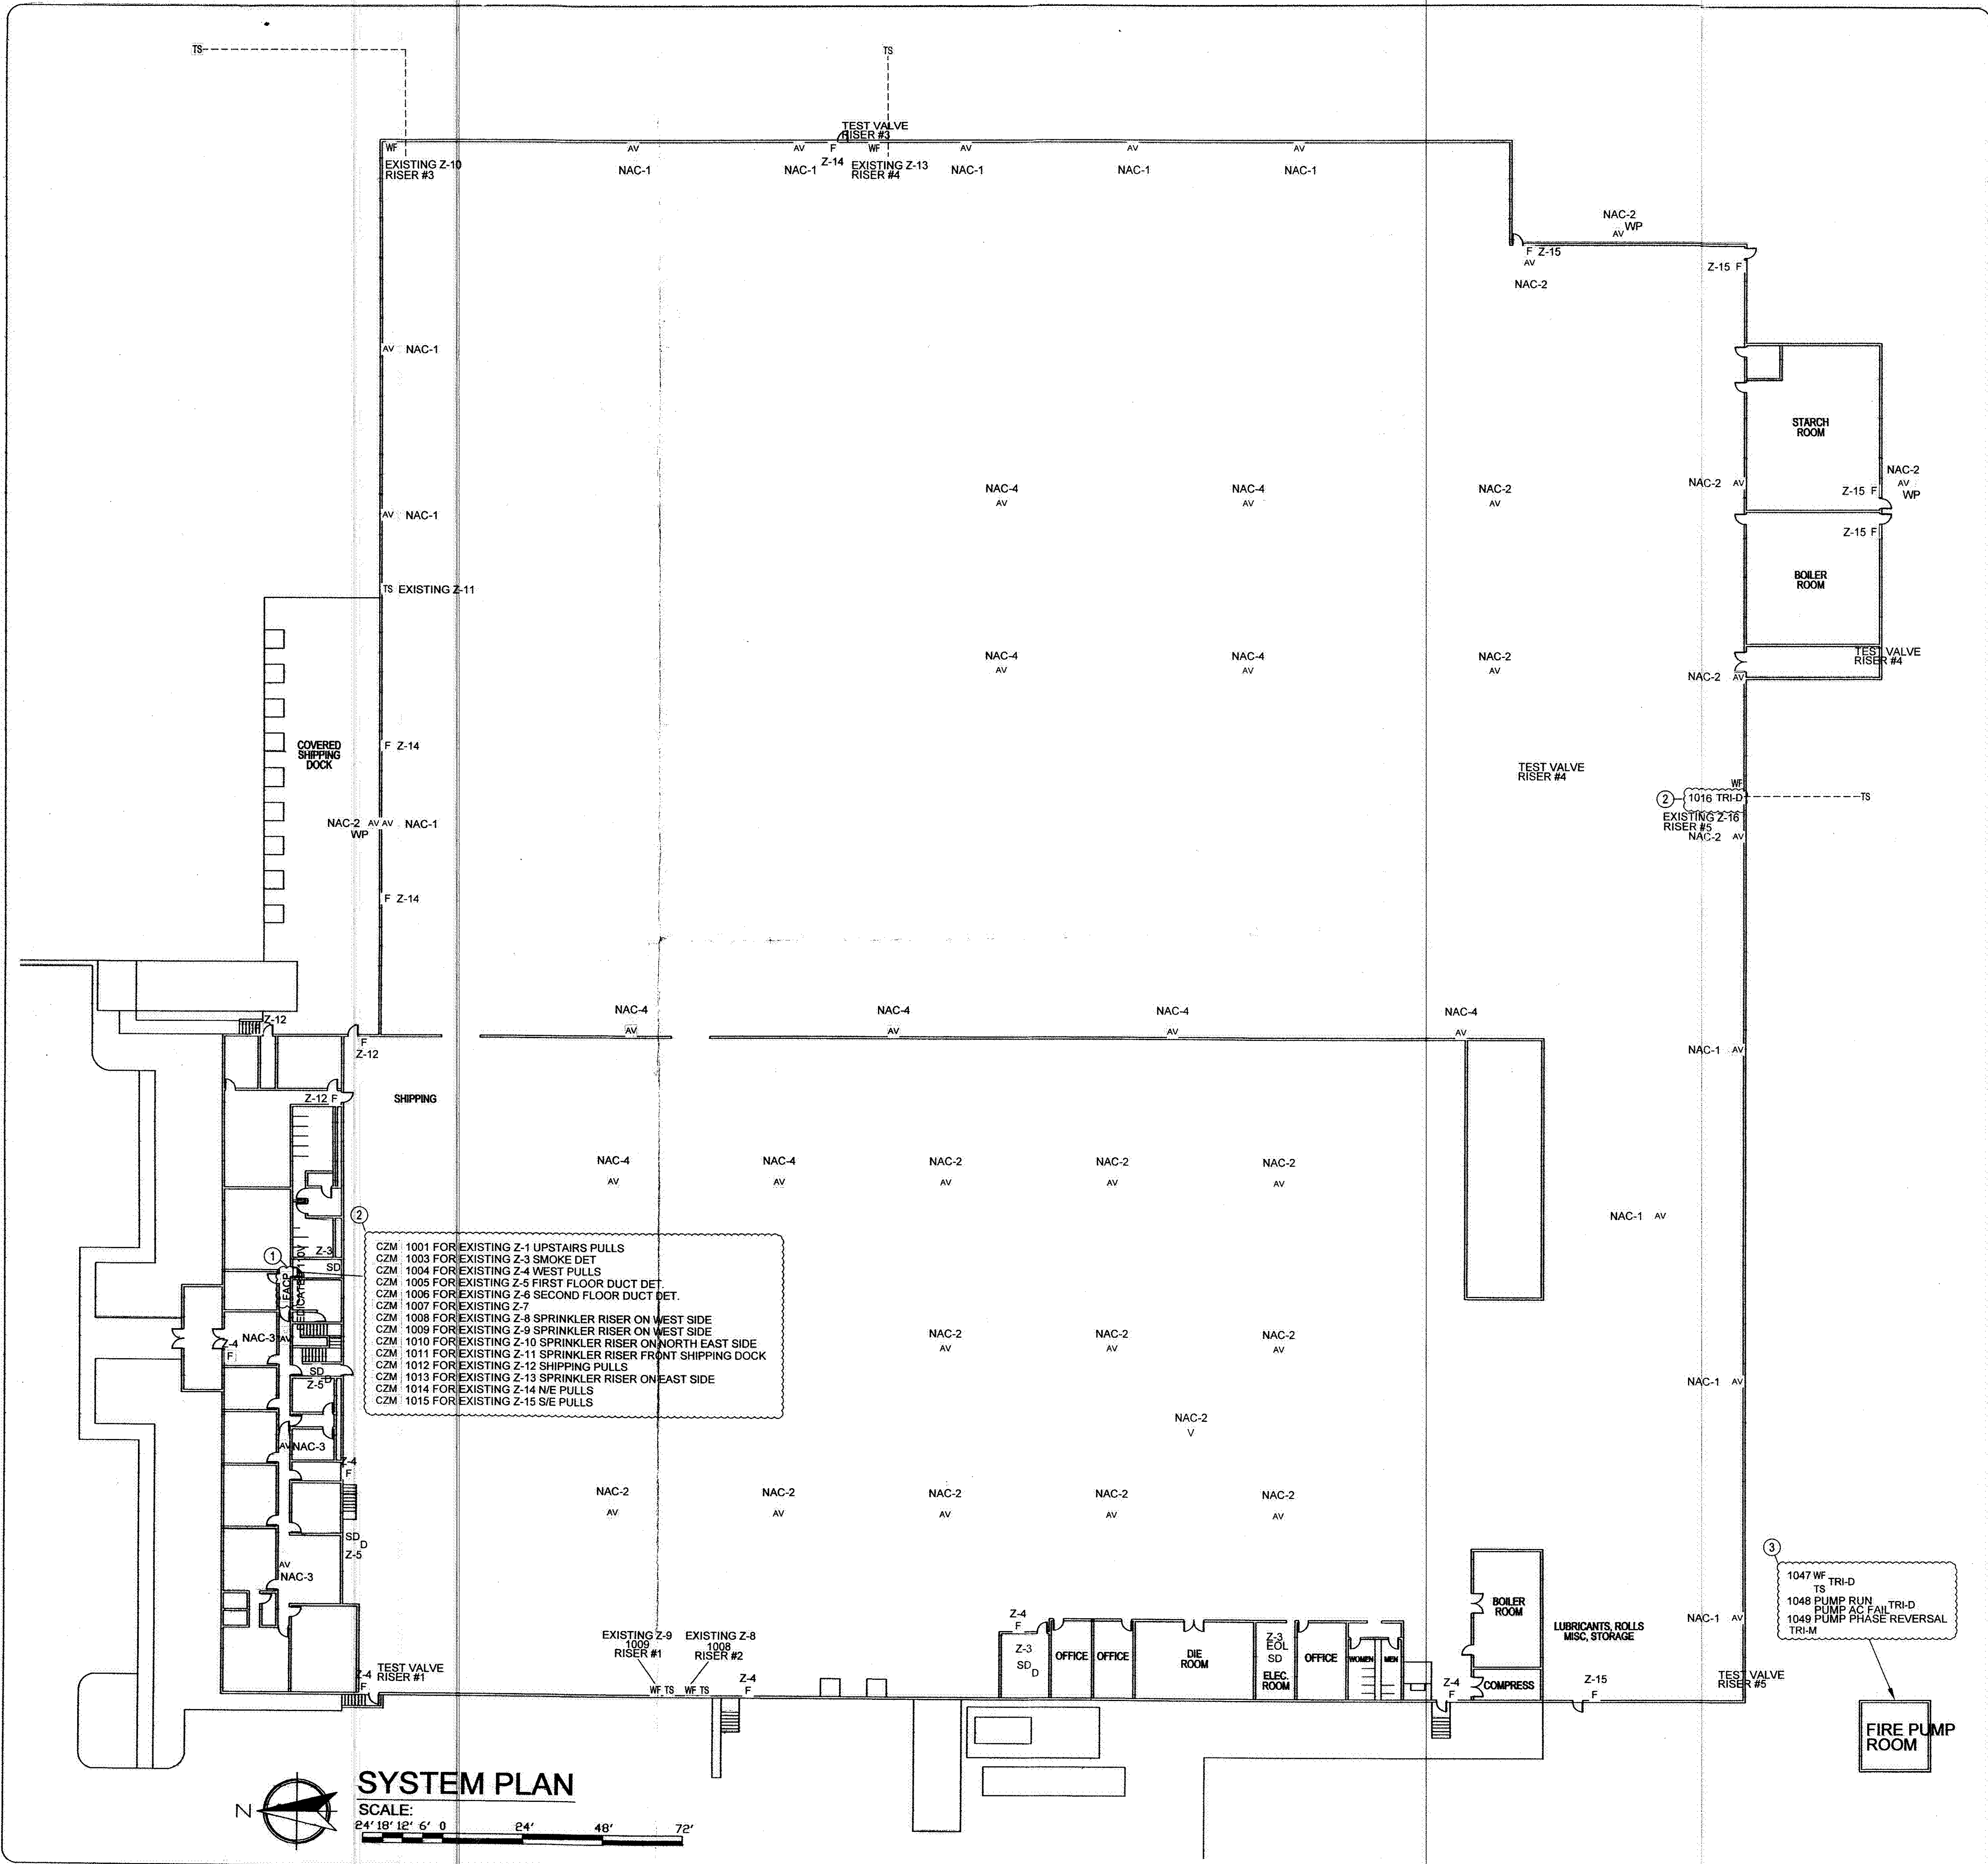 TS
TS
TEST VALVE
RISER #3
WF
AV
AV
F
WF
AV
AV
AV
EXISTING Z-10
RISER #3
NAC-1
NAC-1
Z-14
EXISTING Z-13
RISER #4
NAC-1
NAC-1
NAC-1
NAC-2
WP
AV
F Z-15
AV
NAC-2
Z-15 F
AV NAC-1
STARCH
ROOM
NAC-2
AV
WP
NAC-2 AV
Z-15 F
NAC-4
AV
NAC-4
AV
NAC-2
AV
AV NAC-1
Z-15 F
BOILER
ROOM
TS EXISTING Z-11
NAC-4
AV
NAC-4
AV
NAC-2
AV
TEST VALVE
RISER #4
NAC-2 AV
COVERED
SHIPPING
DOCK
F Z-14
TEST VALVE
RISER #4
WF
2
1016 TRI-D
TS
EXISTING Z-16
RISER #5
NAC-2 AV
NAC-2 AV AV NAC-1
WP
F Z-14
Z-12
NAC-4
AV
NAC-4
AV
NAC-4
AV
NAC-4
AV
F
Z-12
NAC-1 AV
Z-12 F
SHIPPING
NAC-4
AV
NAC-4
AV
NAC-2
AV
NAC-2
AV
NAC-2
AV
NAC-1 AV
2
1
Z-3
SD
FACP
CZM 1001 FOR EXISTING Z-1 UPSTAIRS PULLS
CZM 1003 FOR EXISTING Z-3 SMOKE DET
CZM 1004 FOR EXISTING Z-4 WEST PULLS
CZM 1005 FOR EXISTING Z-5 FIRST FLOOR DUCT DET.
CZM 1006 FOR EXISTING Z-6 SECOND FLOOR DUCT DET.
CZM 1007 FOR EXISTING Z-7
CZM 1008 FOR EXISTING Z-8 SPRINKLER RISER ON WEST SIDE
CZM 1009 FOR EXISTING Z-9 SPRINKLER RISER ON WEST SIDE
CZM 1010 FOR EXISTING Z-10 SPRINKLER RISER ON NORTH EAST SIDE
CZM 1011 FOR EXISTING Z-11 SPRINKLER RISER FRONT SHIPPING DOCK
CZM 1012 FOR EXISTING Z-12 SHIPPING PULLS
CZM 1013 FOR EXISTING Z-13 SPRINKLER RISER ON EAST SIDE
CZM 1014 FOR EXISTING Z-14 N/E PULLS
CZM 1015 FOR EXISTING Z-15 S/E PULLS
Z-4
F
NAC-3 AV
SD
D
Z-5
NAC-2
AV
NAC-2
AV
NAC-2
AV
NAC-1 AV
NAC-2
V
AV NAC-3
Z-4
F
NAC-2
AV
NAC-2
AV
NAC-2
AV
NAC-2
AV
NAC-2
AV
SD
D
Z-5
AV
NAC-3
3
1047 WF
TRI-D
TS
1048 PUMP RUN
TRI-D
PUMP AC FAIL
1049 PUMP PHASE REVERSAL
TRI-M
EXISTING Z-9
1009
RISER #1
EXISTING Z-8
1008
RISER #2
Z-4
F
Z-3
SD
D
OFFICE
OFFICE
DIE
ROOM
Z-3
EOL
SD
ELEC.
ROOM
OFFICE
WOMEN
MEN
BOILER
ROOM
LUBRICANTS, ROLLS
MISC, STORAGE
NAC-1 AV
Z-4
F
TEST VALVE
RISER #1
WF TS
WF TS
Z-4
F
Z-4
F
COMPRESS
Z-15
F
TEST VALVE
RISER #5
FIRE PUMP
ROOM
N
SYSTEM PLAN
SCALE:
24' 18' 12' 6' 0 24' 48' 72'